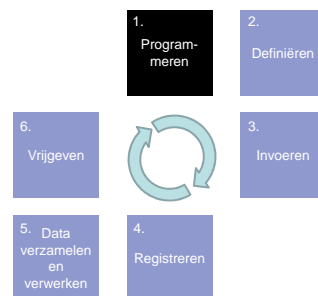 1.
Program-
meren
2.
Definiëren
3.
Invoeren
4.
Registreren
5. Data
verzamelen
en
verwerken
6.
Vrijgeven